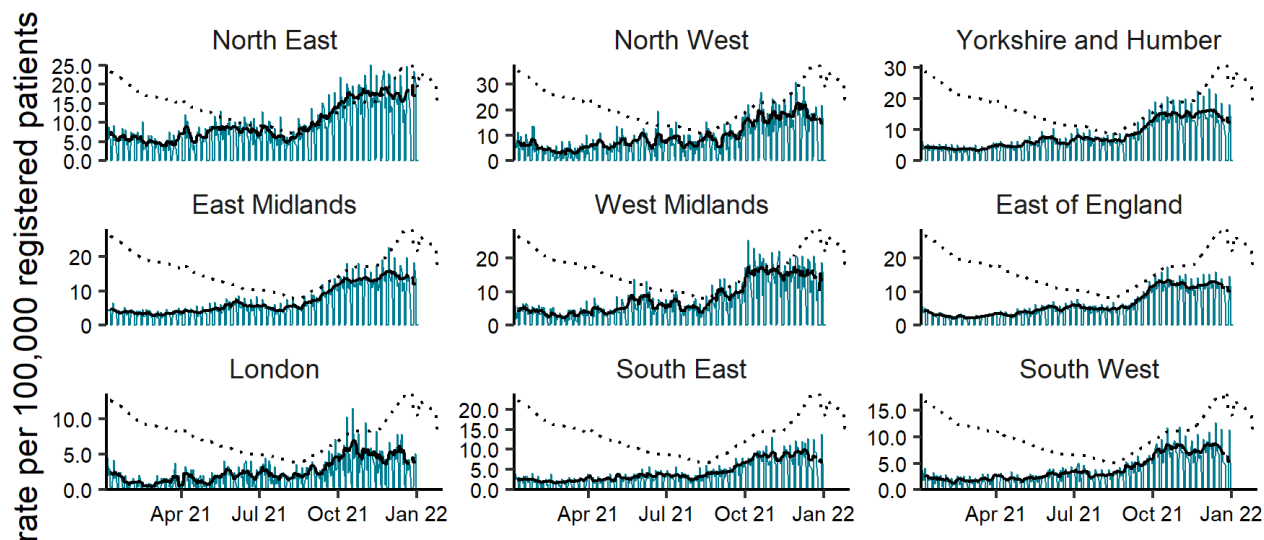 rate per 100,000 registered patients
North East
North West
Yorkshire and Humber
25.0
20.0
15.0
10.0
5.0
0.0
30
20
10
0
30
20
10
0
East Midlands
West Midlands
East of England
20
10
0
20
10
0
20
10
0
London
South East
South West
10.0
5.0
0.0
20.0
15.0
10.0
5.0
0.0
15.0
10.0
5.0
0.0
Apr 21 Jul 21 Oct 21 Jan 22
Apr 21 Jul 21 Oct 21 Jan 22
Apr 21 Jul 21 Oct 21 Jan 22